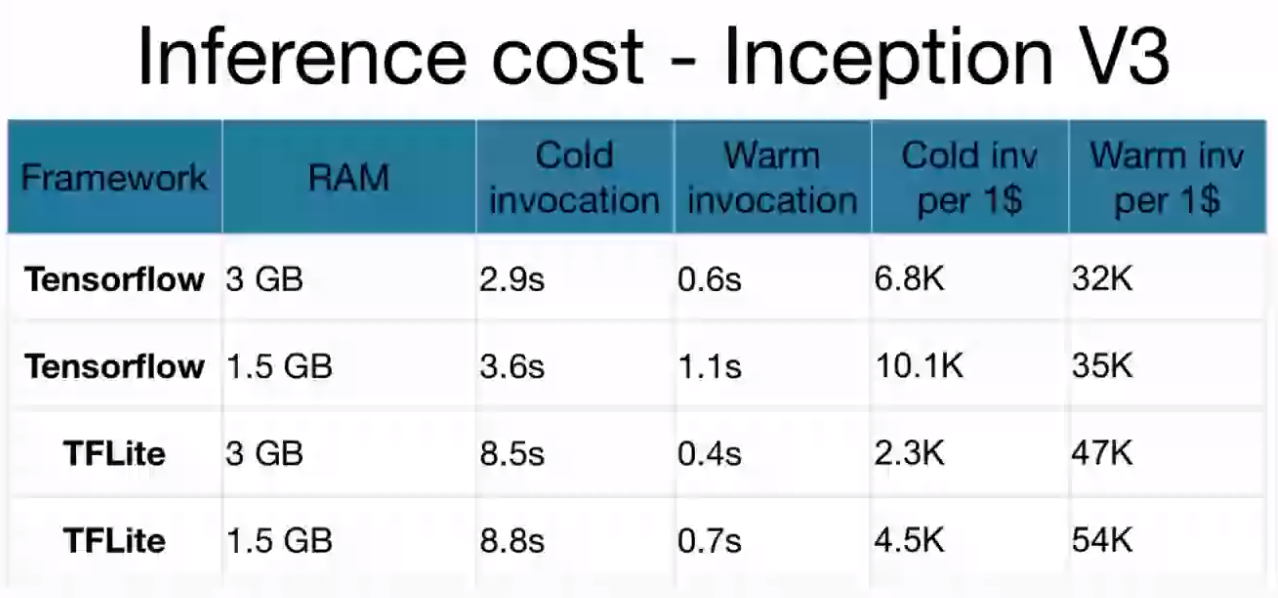 Inference cost - Inception V3
Framework RAM Cold invocation Warm invocation Cold inv per 1$ Warm inv per 1$
Tensorflow 3 GB 2.9s 0.6s 6.8K 32K
Tensorflow 1.5 GB 3.6s 1.1s 10.1K 35K
TFLite 3 GB 8.5s 0.4s 2.3K 47K
TFLite 1.5 GB 8.8s 0.7s 4.5K 54K